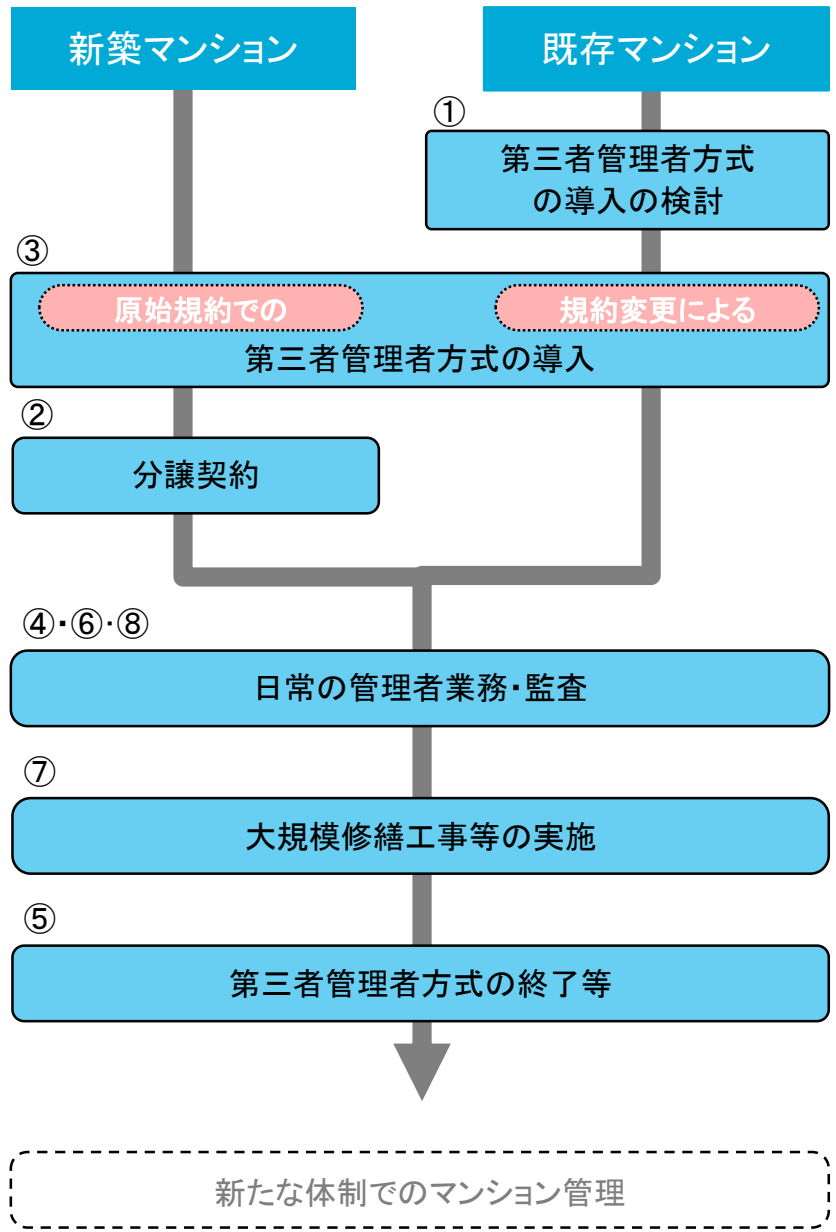 新築マンション
既存マンション
①
第三者管理者方式
の導入の検討
③
原始規約での
規約変更による
第三者管理者方式の導入
②
分譲契約
④・⑥・⑧
日常の管理者業務・監査
⑦
大規模修繕工事等の実施
⑤
第三者管理者方式の終了等
新たな体制でのマンション管理